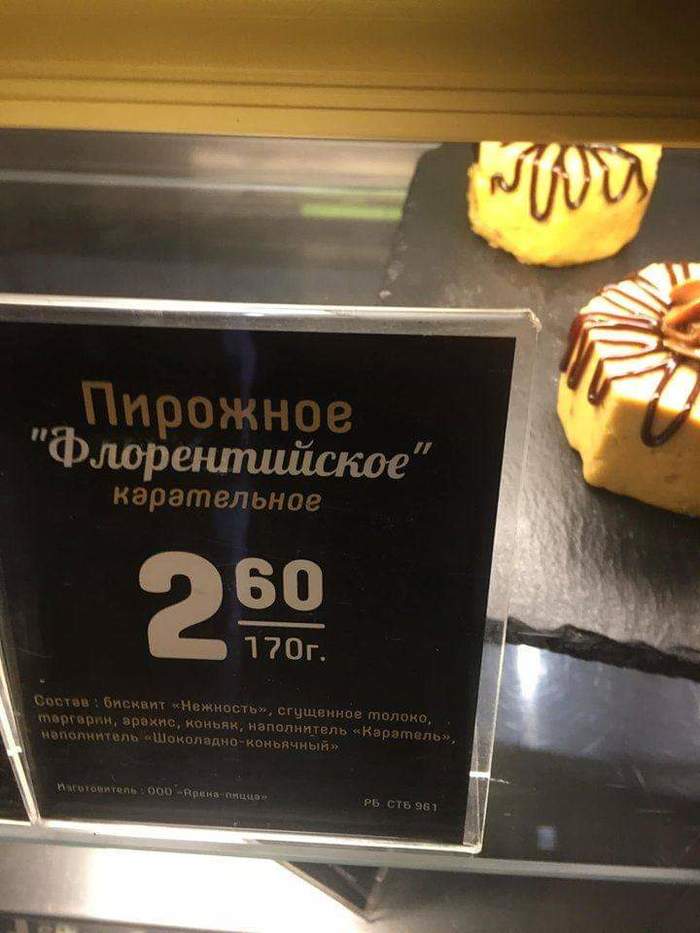 Пирожное
"Флорентийское"
карательное
2 60
170г.
Состав : бисквит «Нежность», сгущенное молоко,
маргарин, арахис, коньяк, наполнитель «Карамель»,
наполнитель «Шоколадно-коньячный»
Изготовитель : ООО «Арена-пицца»
РБ СТБ 961